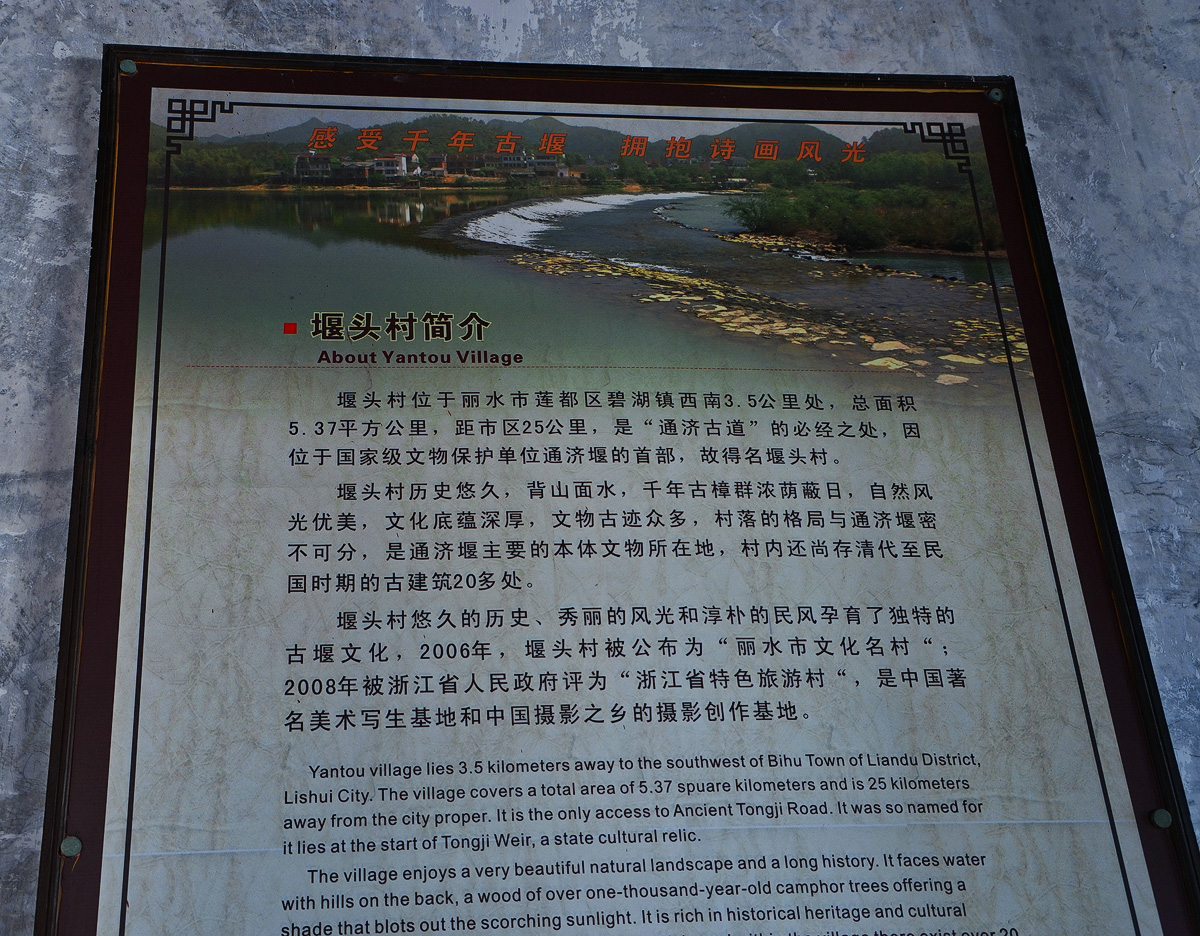 感受千年古堰 拥抱诗画风光
堰头村简介
About Yantou Village
堰头村位于丽水市莲都区碧湖镇西南3.5公里处，总面积
5.37平方公里，距市区25公里，是“通济古道”的必经之处，因
位于国家级文物保护单位通济堰的首部，故得名堰头村。
堰头村历史悠久，背山面水，千年古樟群浓荫蔽日，自然风
光优美，文化底蕴深厚，文物古迹众多，村落的格局与通济堰密
不可分，是通济堰主要的本体文物所在地，村内还尚存清代至民
国时期的古建筑20多处。
堰头村悠久的历史、秀丽的风光和淳朴的民风孕育了独特的
古堰文化，2006年，堰头村被公布为“丽水市文化名村“；
2008年被浙江省人民政府评为“浙江省特色旅游村“，是中国著
名美术写生基地和中国摄影之乡的摄影创作基地。
Yantou village lies 3.5 kilometers away to the southwest of Bihu Town of Liandu District,
Lishui City. The village covers a total area of 5.37 spuare kilometers and is 25 kilometers
away from the city proper. It is the only access to Ancient Tongji Road. It was so named for
it lies at the start of Tongji Weir, a state cultural relic.
The village enjoys a very beautiful natural landscape and a long history. It faces water
with hills on the back, a wood of over one-thousand-year-old camphor trees offering a
shade that blots out the scorching sunlight. It is rich in historical heritage and cultural
within the village there exist over 20